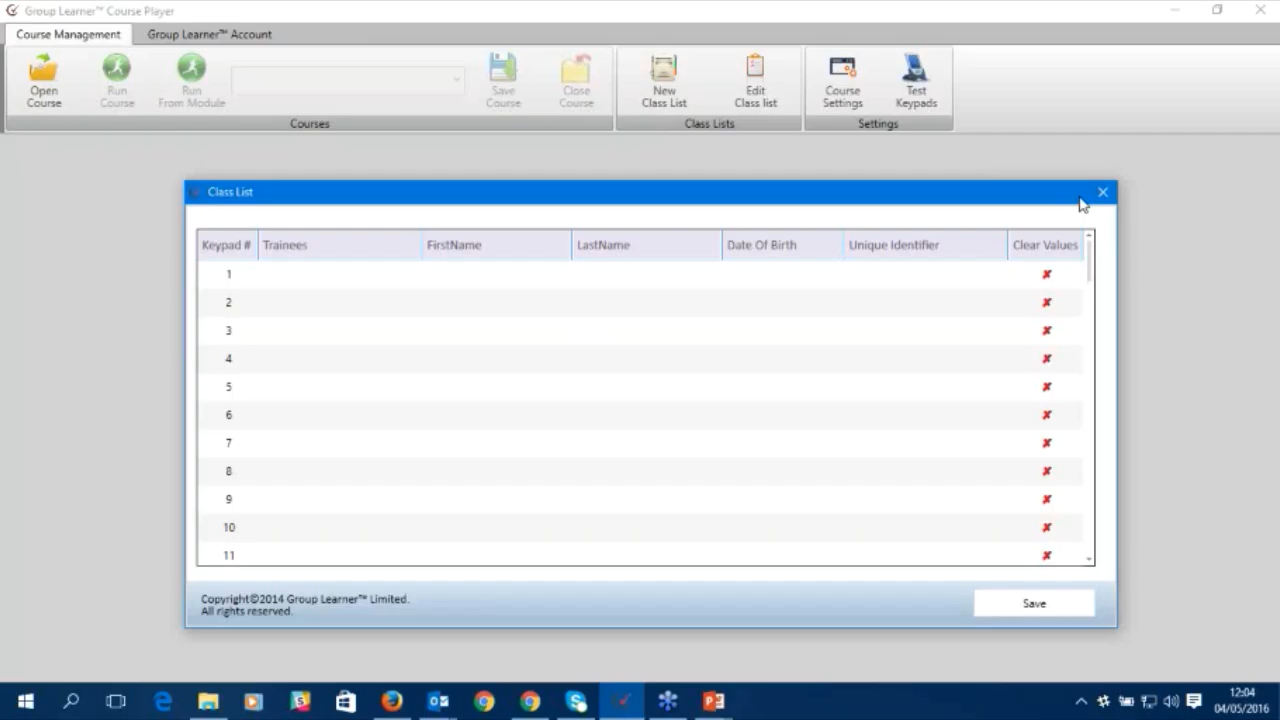 Group Learner™ Course Player
Course Management Group Learner™ Account
Open Course
Run Course
Run From Module
Save Course
Close Course
New Class List
Edit Class list
Course Settings
Test Keypads
Courses Class Lists Settings
Class List
Keypad # Trainees FirstName LastName Date Of Birth Unique Identifier Clear Values
1
2
3
4
5
6
7
8
9
10
11
Copyright©2014 Group Learner™ Limited.
All rights reserved.
Save
12:04
04/05/2016